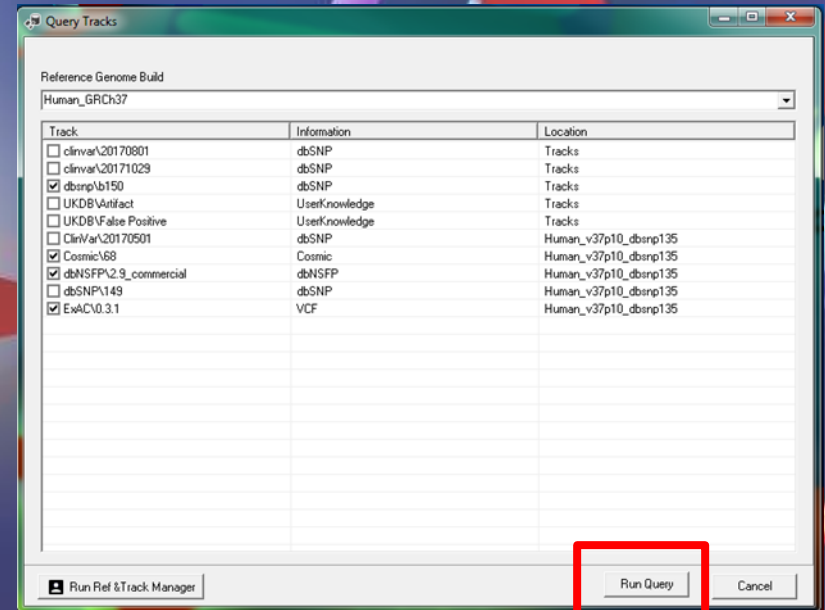 Query Tracks
Reference Genome Build
Human_GRCh37
Track Information Location
clinvar\20170801 dbSNP Tracks
clinvar\20171029 dbSNP Tracks
dbsnp\b150 dbSNP Tracks
UKDB\Artifact UserKnowledge Tracks
UKDB\False Positive UserKnowledge Tracks
ClinVar\20170501 dbSNP Human_v37p10_dbsnp135
Cosmic\68 Cosmic Human_v37p10_dbsnp135
dbNSFP\2.9_commercial dbNSFP Human_v37p10_dbsnp135
dbSNP\149 dbSNP Human_v37p10_dbsnp135
ExAC\0.3.1 VCF Human_v37p10_dbsnp135
Run Ref &Track Manager Run Query Cancel